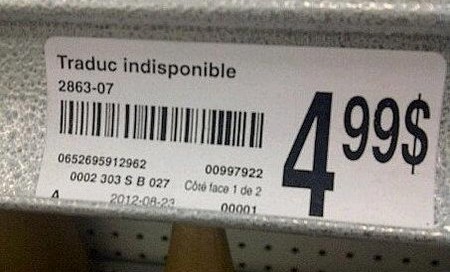 Traduc indisponible
2863-07
4 99$
0652695912962 00997922
0002 303 S B 027 Côté face 1 de 2
A 2012-08-23 00001